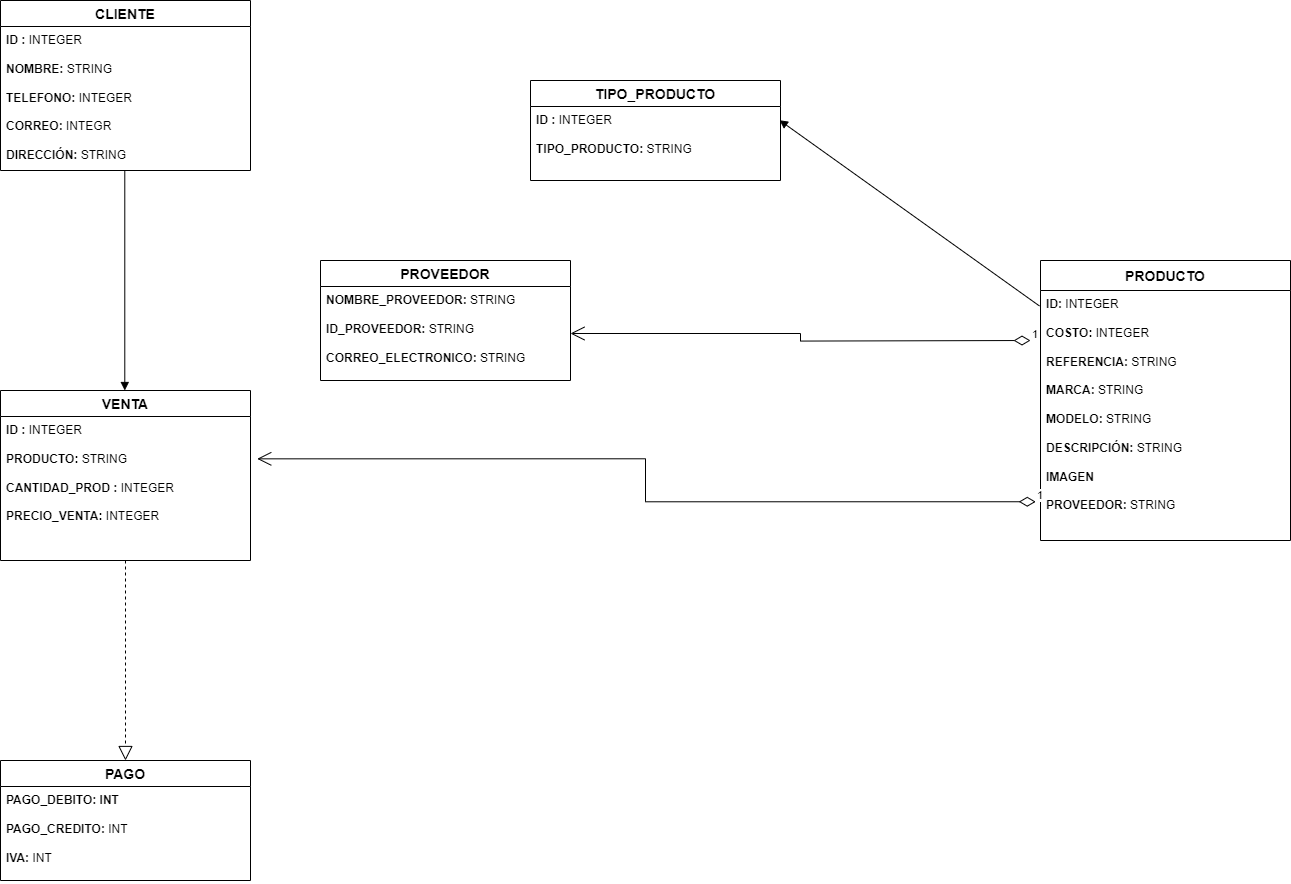 CLIENTE
ID : INTEGER
NOMBRE: STRING
TELEFONO: INTEGER
CORREO: INTEGR
DIRECCIÓN: STRING
TIPO_PRODUCTO
ID : INTEGER
TIPO_PRODUCTO: STRING
PROVEEDOR
NOMBRE_PROVEEDOR: STRING
ID_PROVEEDOR: STRING
CORREO_ELECTRONICO: STRING
PRODUCTO
ID: INTEGER
COSTO: INTEGER
REFERENCIA: STRING
MARCA: STRING
MODELO: STRING
DESCRIPCIÓN: STRING
IMAGEN
PROVEEDOR: STRING
1
1
VENTA
ID : INTEGER
PRODUCTO: STRING
CANTIDAD_PROD : INTEGER
PRECIO_VENTA: INTEGER
PAGO
PAGO_DEBITO: INT
PAGO_CREDITO: INT
IVA: INT